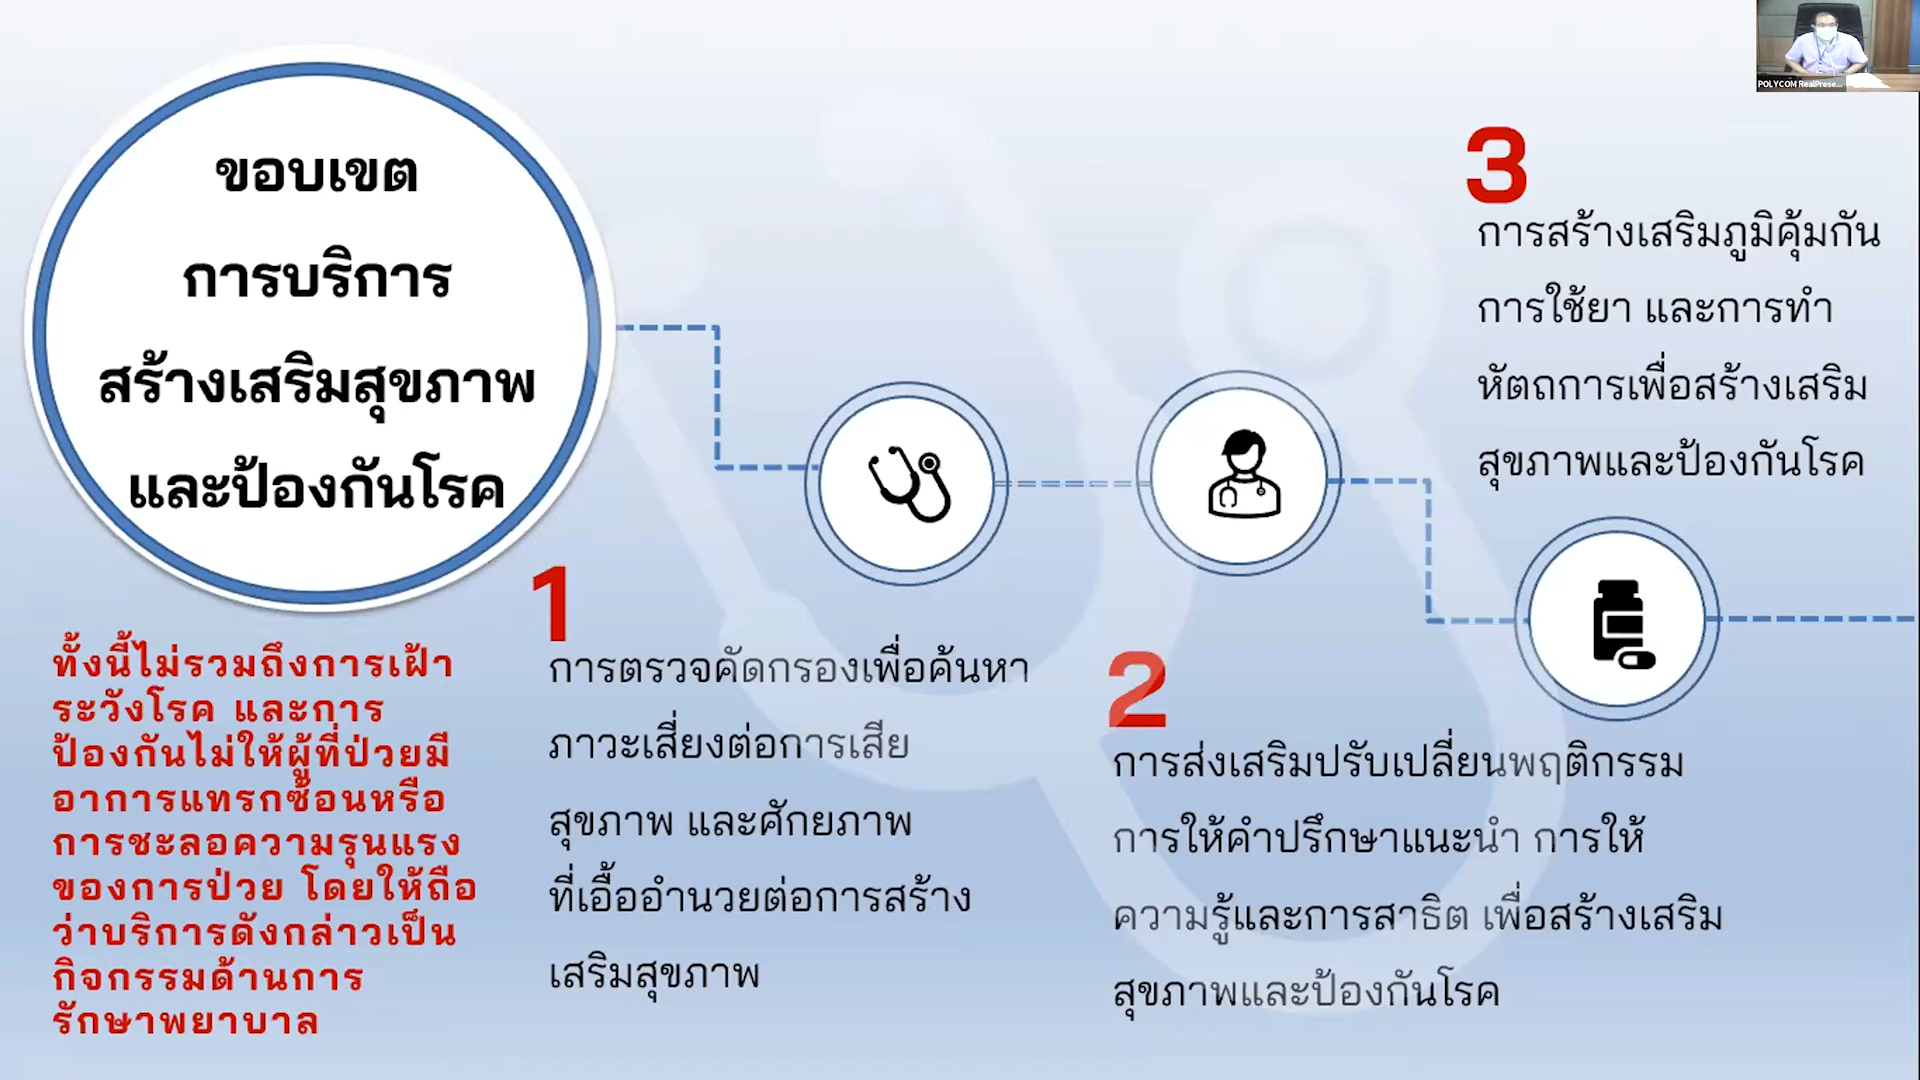 ขอบเขต
การบริการ
สร้างเสริมสุขภาพ
และป้องกันโรค
ทั้งนี้ไม่รวมถึงการเฝ้า
ระวังโรค และการ
ป้องกันไม่ให้ผู้ที่ป่วยมี
อาการแทรกซ้อนหรือ
การชะลอความรุนแรง
ของการป่วย โดยให้ถือ
ว่าบริการดังกล่าวเป็น
กิจกรรมด้านการ
รักษาพยาบาล
1
การตรวจคัดกรองเพื่อค้นหา
ภาวะเสี่ยงต่อการเสีย
สุขภาพ และศักยภาพ
ที่เอื้ออำนวยต่อการสร้าง
เสริมสุขภาพ
2
การส่งเสริมปรับเปลี่ยนพฤติกรรม
การให้คำปรึกษาแนะนำ การให้
ความรู้และการสาธิต เพื่อสร้างเสริม
สุขภาพและป้องกันโรค
3
การสร้างเสริมภูมิคุ้มกัน
การใช้ยา และการทำ
หัตถการเพื่อสร้างเสริม
สุขภาพและป้องกันโรค
POLYCOM RealPrese...